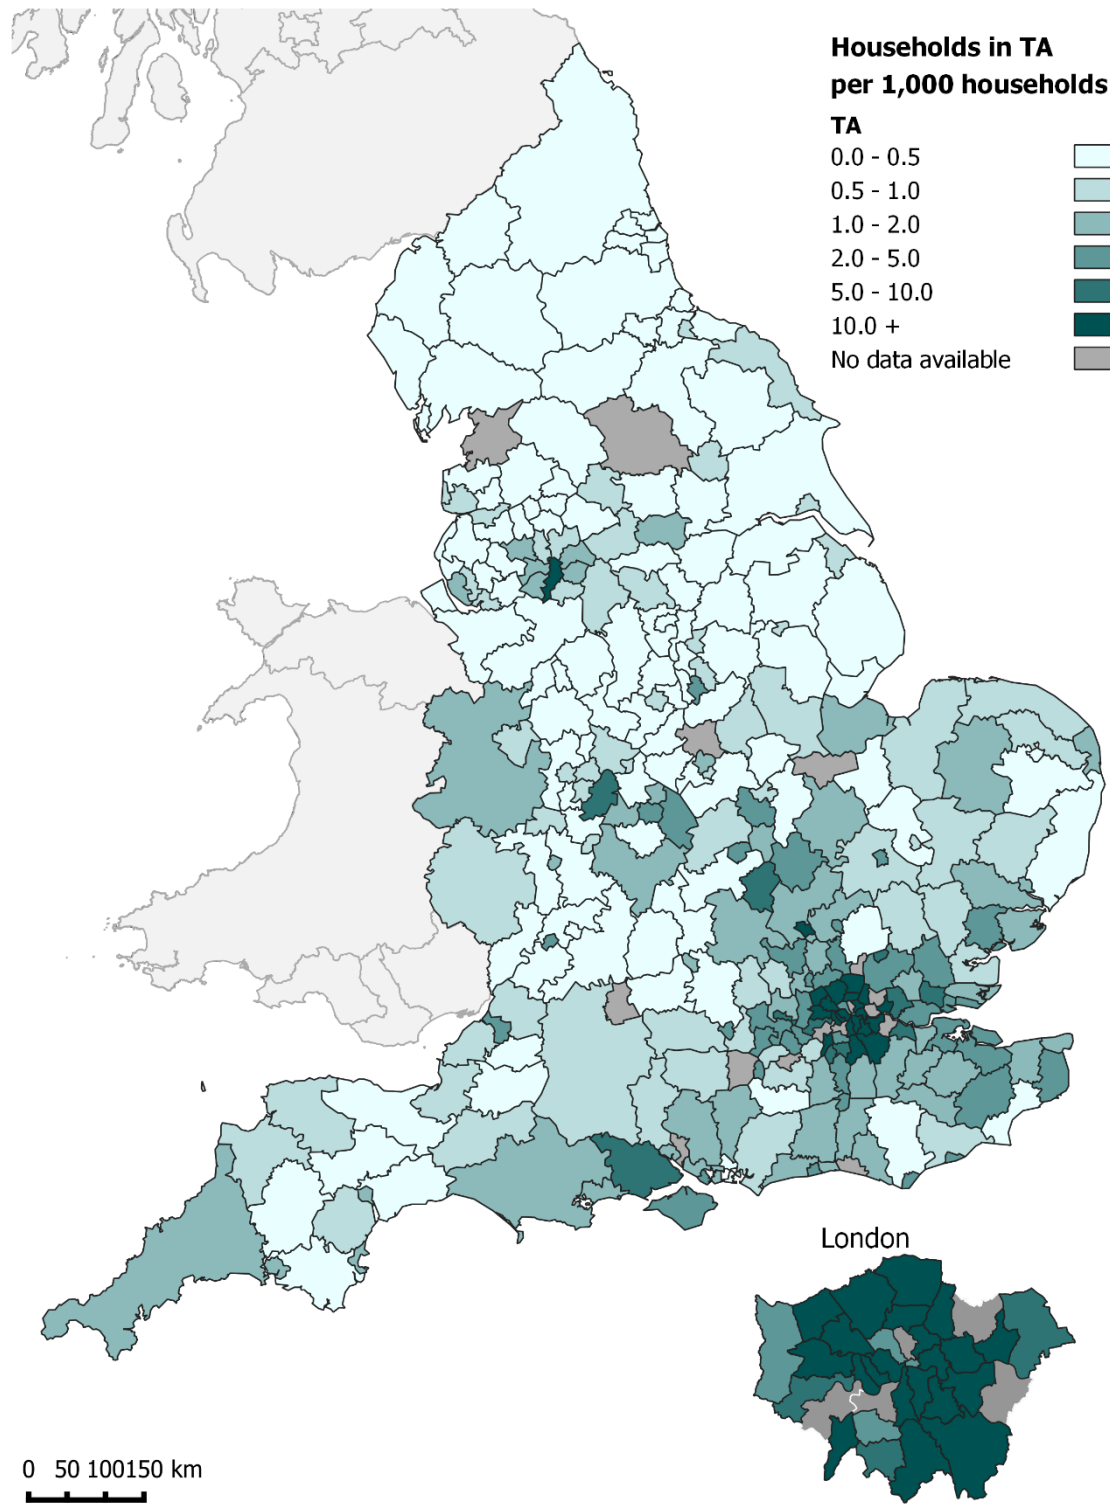 Households in TA
per 1,000 households
TA
0.0 - 0.5
0.5 - 1.0
1.0 - 2.0
2.0 - 5.0
5.0 - 10.0
10.0 +
No data available
London
0 50 100150 km